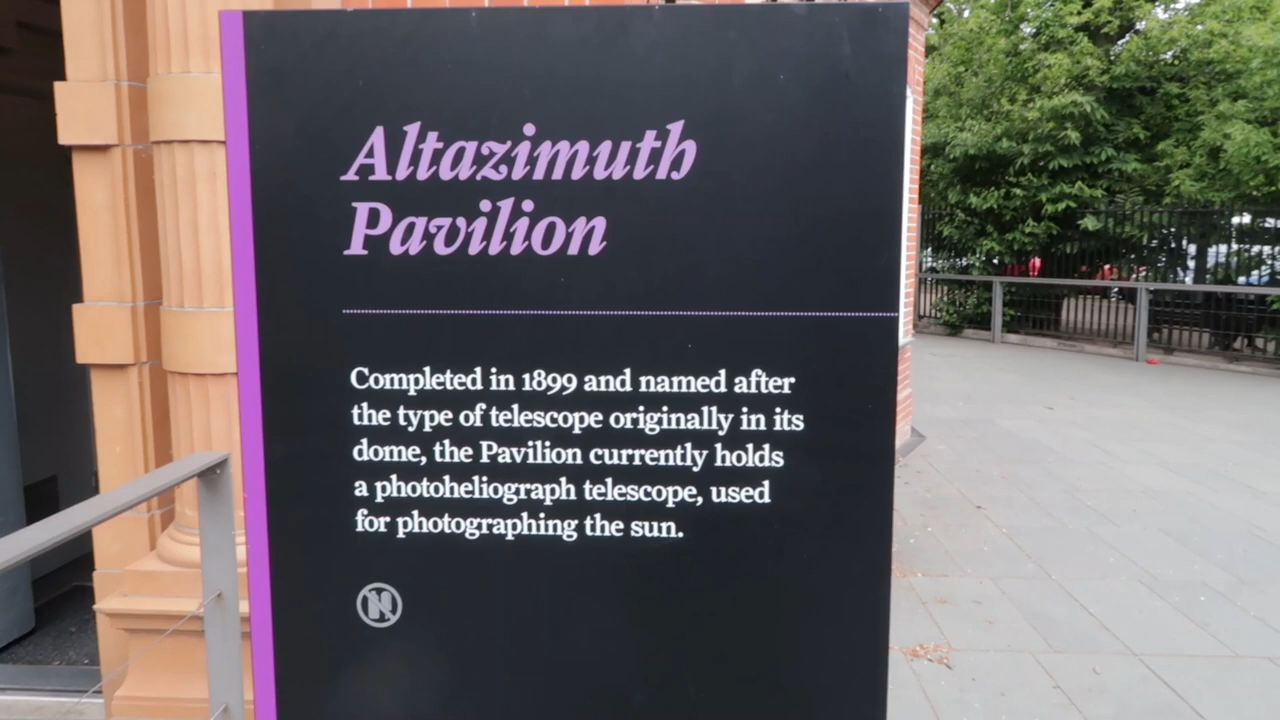 Altazimuth
Pavilion
Completed in 1899 and named after
the type of telescope originally in its
dome, the Pavilion currently holds
a photoheliograph telescope, used
for photographing the sun.